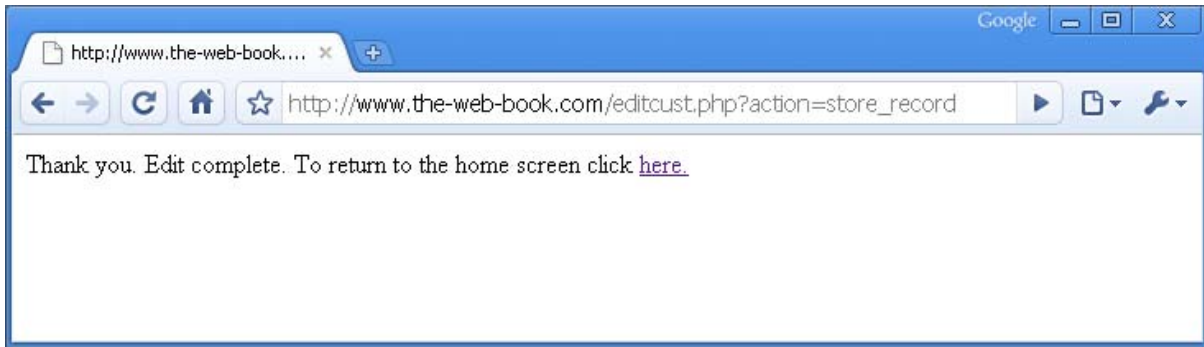 Google
http://www.the-web-book....
http://www.the-web-book.com/editcust.php?action=store_record
Thank you. Edit complete. To return to the home screen click here.